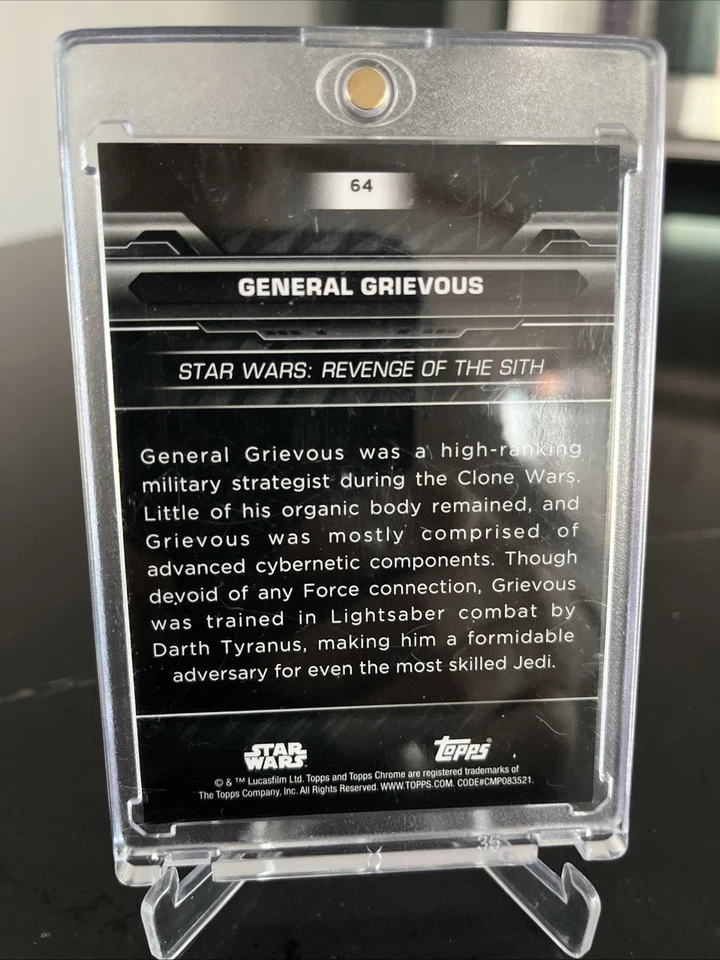 64
GENERAL GRIEVOUS
STAR WARS: REVENGE OF THE SITH
General Grievous was a high-ranking
military strategist during the Clone Wars.
Little of his organic body remained, and
Grievous was mostly comprised of
advanced cybernetic components. Though
devoid of any Force connection, Grievous
was trained in Lightsaber combat by
Darth Tyranus, making him a formidable
adversary for even the most skilled Jedi.
STAR WARS topps®
© & ™ Lucasfilm Ltd. Topps and Topps Chrome are registered trademarks of
The Topps Company, Inc. All Rights Reserved. WWW.TOPPS.COM. CODE#CMP083521.